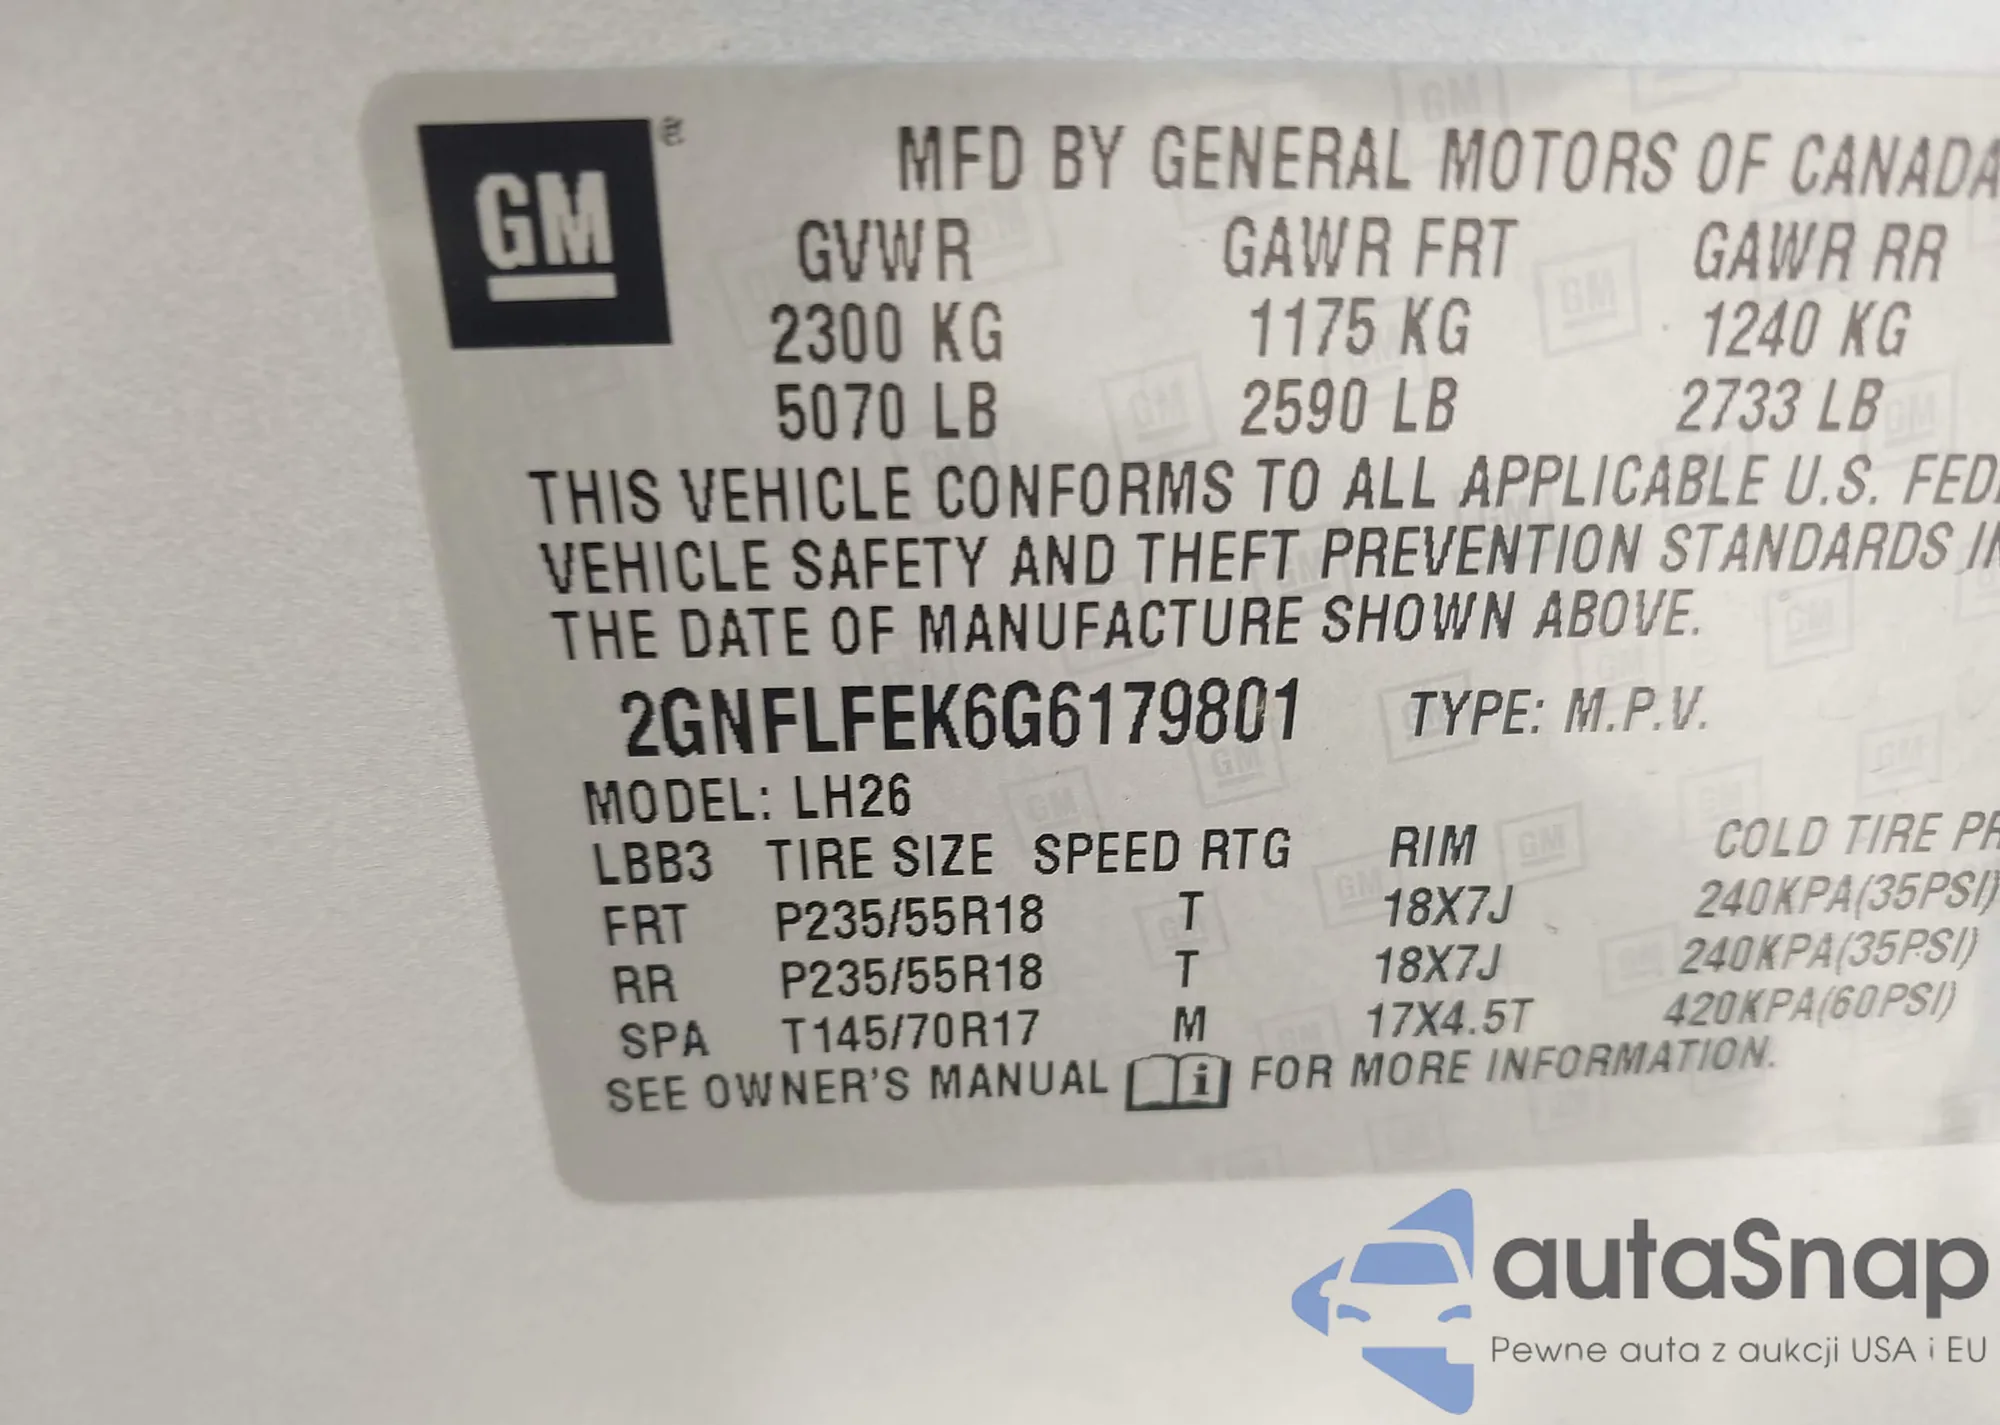 GM ®
MFD BY GENERAL MOTORS OF CANADA
GVWR GAWR FRT GAWR RR
2300 KG 1175 KG 1240 KG
5070 LB 2590 LB 2733 LB
THIS VEHICLE CONFORMS TO ALL APPLICABLE U.S. FED
VEHICLE SAFETY AND THEFT PREVENTION STANDARDS IN
THE DATE OF MANUFACTURE SHOWN ABOVE.
2GNFLFEK6G6179801 TYPE: M.P.V.
MODEL: LH26
LBB3 TIRE SIZE SPEED RTG RIM COLD TIRE PR
FRT P235/55R18 T 18X7J 240KPA(35PSI)
RR P235/55R18 T 18X7J 240KPA(35PSI)
SPA T145/70R17 M 17X4.5T 420KPA(60PSI)
SEE OWNER'S MANUAL i FOR MORE INFORMATION.
autaSnap
Pewne auta z aukcji USA i EU